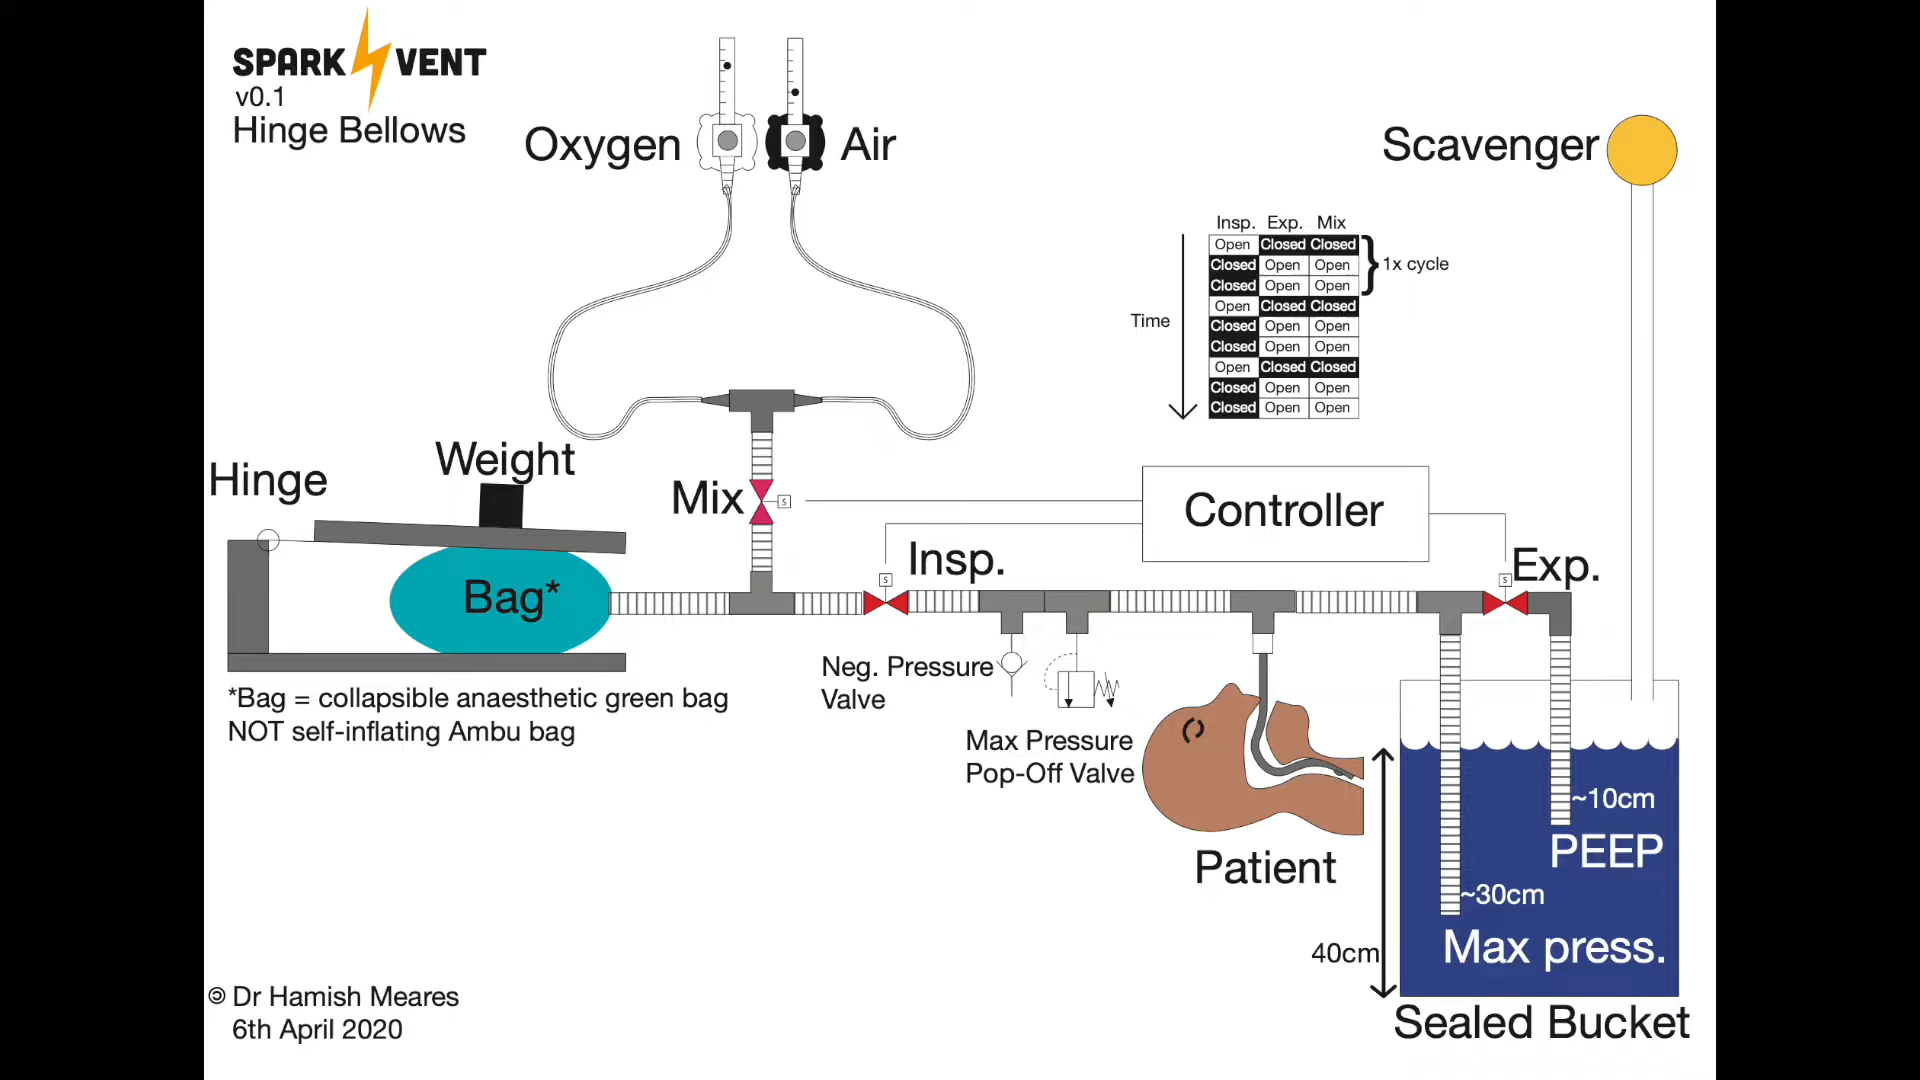 SPARK VENT
v0.1
Hinge Bellows
Oxygen
Air
Scavenger
Insp. Exp. Mix
Open Closed Closed
Closed Open Open
Closed Open Open
Open Closed Closed
Closed Open Open
Closed Open Open
Open Closed Closed
Closed Open Open
Closed Open Open
1x cycle
Time
Weight
Hinge
Mix
S
Controller
Insp.
S
Exp.
S
Bag*
*Bag = collapsible anaesthetic green bag
NOT self-inflating Ambu bag
Neg. Pressure
Valve
Max Pressure
Pop-Off Valve
Patient
~10cm
PEEP
~30cm
Max press.
40cm
Sealed Bucket
Dr Hamish Meares
6th April 2020